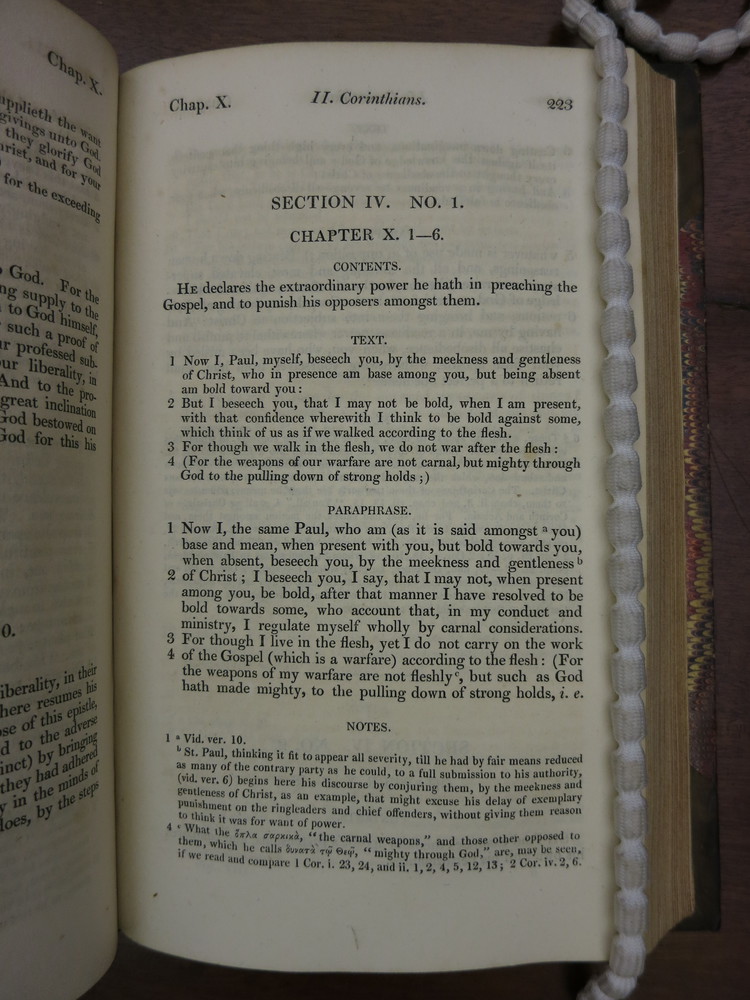 Chap. X.
pplieth the want
givings unto God.
they glorify God
rist, and for your
for the exceeding
God. For the
ng supply to the
to God himself,
such a proof of
ur professed sub-
ur liberality, in
And to the pro-
great inclination
God bestowed on
God for this his
0.
iberality, in their
here resumes his
se of this epistle,
d to the adverse
inct) by bringing
they had adhered
y in the minds of
loes, by the steps
Chap. X. II. Corinthians. 223
SECTION IV. NO. 1.
CHAPTER X. 1—6.
CONTENTS.
HE declares the extraordinary power he hath in preaching the
Gospel, and to punish his opposers amongst them.
TEXT.
1 Now I, Paul, myself, beseech you, by the meekness and gentleness
of Christ, who in presence am base among you, but being absent
am bold toward you:
2 But I beseech you, that I may not be bold, when I am present,
with that confidence wherewith I think to be bold against some,
which think of us as if we walked according to the flesh.
3 For though we walk in the flesh, we do not war after the flesh:
4 (For the weapons of our warfare are not carnal, but mighty through
God to the pulling down of strong holds;)
PARAPHRASE.
1 Now I, the same Paul, who am (as it is said amongst a you)
base and mean, when present with you, but bold towards you,
when absent, beseech you, by the meekness and gentleness b
2 of Christ; I beseech you, I say, that I may not, when present
among you, be bold, after that manner I have resolved to be
bold towards some, who account that, in my conduct and
ministry, I regulate myself wholly by carnal considerations.
3 For though I live in the flesh, yet I do not carry on the work
4 of the Gospel (which is a warfare) according to the flesh: (For
the weapons of my warfare are not fleshly c, but such as God
hath made mighty, to the pulling down of strong holds, i. e.
NOTES.
1 a Vid. ver. 10.
b St. Paul, thinking it fit to appear all severity, till he had by fair means reduced
as many of the contrary party as he could, to a full submission to his authority,
(vid. ver. 6) begins here his discourse by conjuring them, by the meekness and
gentleness of Christ, as an example, that might excuse his delay of exemplary
punishment on the ringleaders and chief offenders, without giving them reason
to think it was for want of power.
4 c What the ὅπλα σαρκικὰ, "the carnal weapons," and those other opposed to
them, which he calls δυνατὰ τῷ Θεῷ, "mighty through God," are, may be seen,
if we read and compare 1 Cor. i. 23, 24, and ii. 1, 2, 4, 5, 12, 13; 2 Cor. iv. 2, 6.